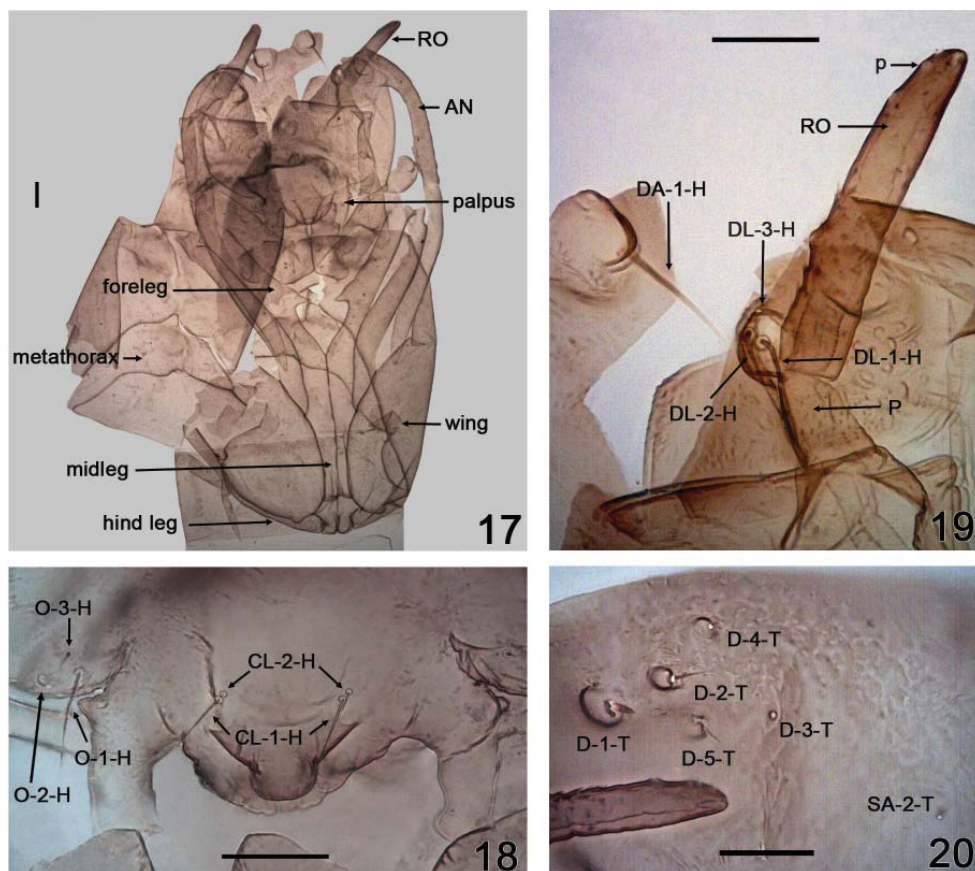 RO
AN
palpus
foreleg
metathorax
wing
midleg
hind leg
17
p
RO
DA-1-H
DL-3-H
DL-1-H
DL-2-H
P
19
O-3-H
CL-2-H
CL-1-H
O-1-H
O-2-H
18
D-4-T
D-2-T
D-1-T
D-3-T
D-5-T
SA-2-T
20